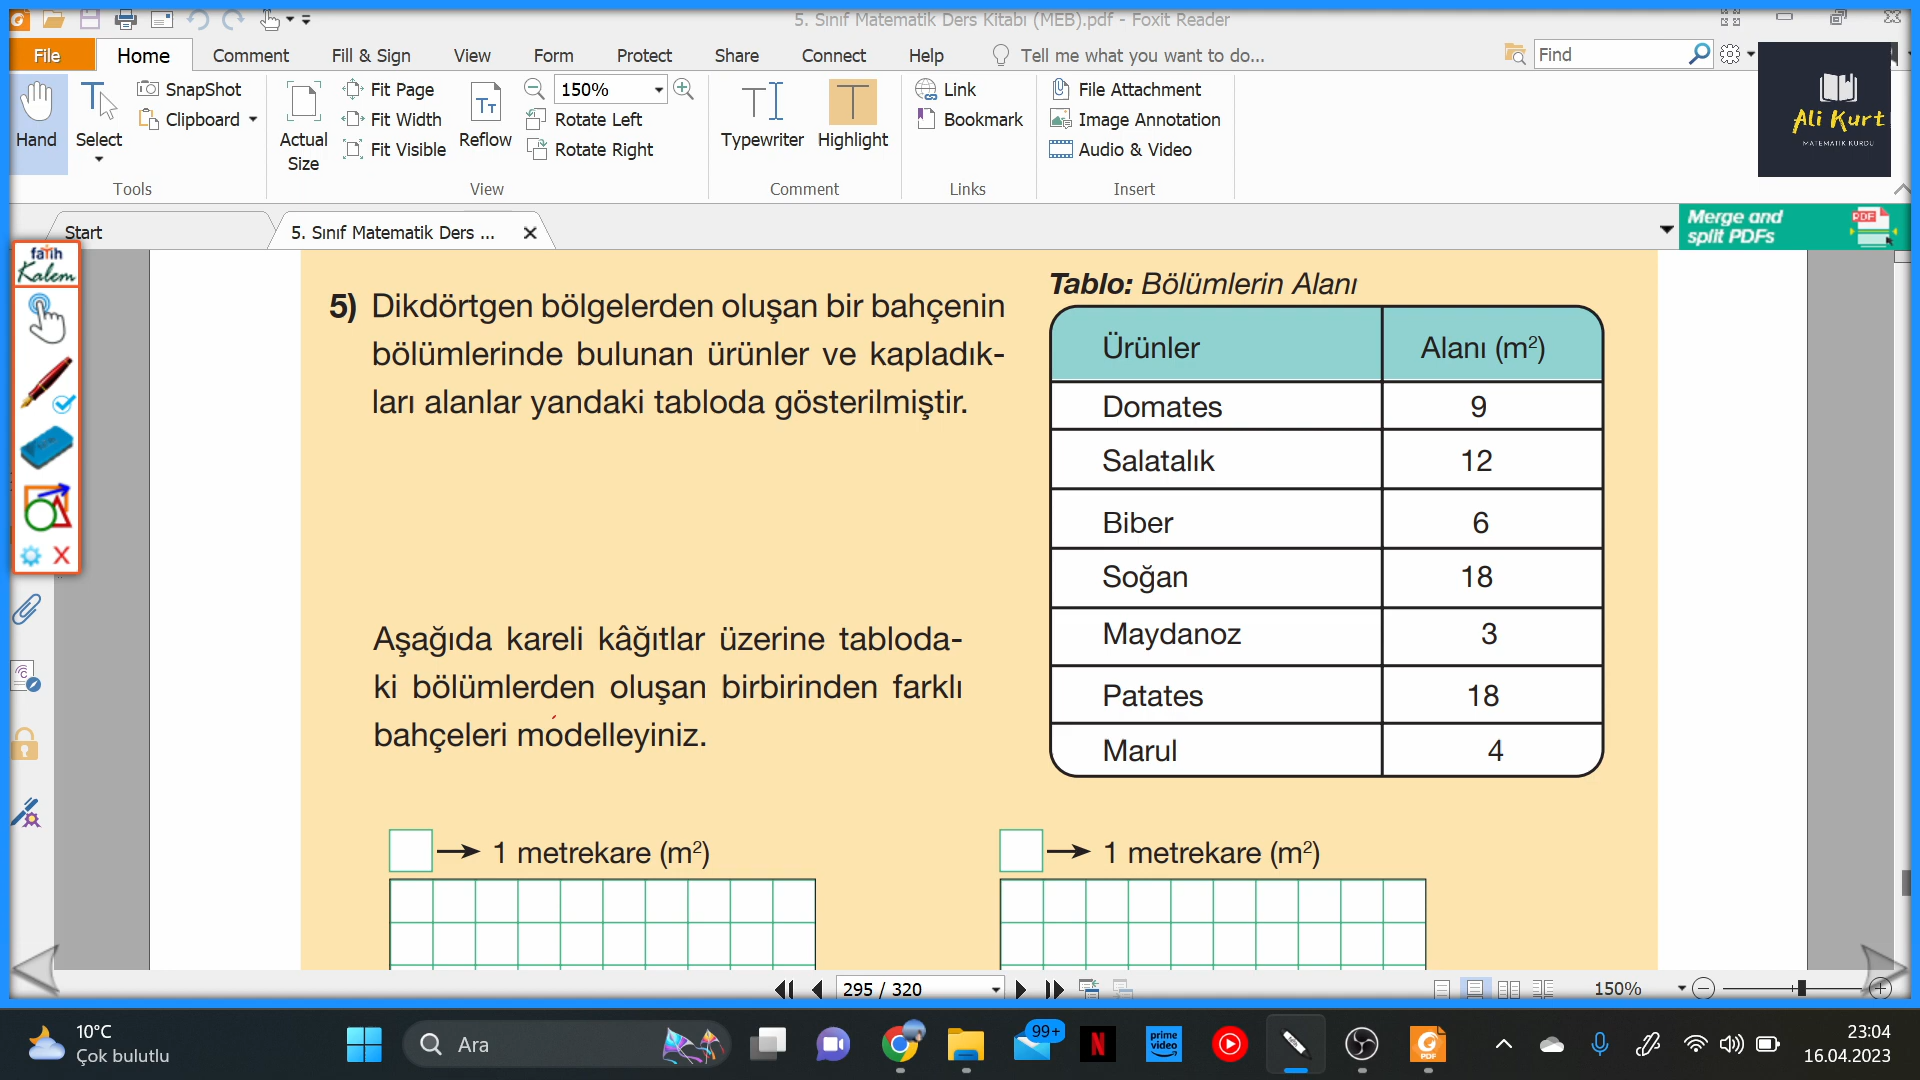 5. Sınıf Matematik Ders Kitabı (MEB).pdf - Foxit Reader
File Home Comment Fill & Sign View Form Protect Share Connect Help Tell me what you want to do... Find
Hand
Select
SnapShot
Clipboard
Tools
Actual Size
Fit Page
Fit Width
Fit Visible
Reflow
150%
Rotate Left
Rotate Right
View
Typewriter
Highlight
Comment
Link
Bookmark
Links
File Attachment
Image Annotation
Audio & Video
Insert
Ali Kurt
MATEMATIK KURDU
Start
5. Sınıf Matematik Ders ...
Merge and
split PDFs
PDF
fatih
Kalem
5) Dikdörtgen bölgelerden oluşan bir bahçenin
bölümlerinde bulunan ürünler ve kapladık-
ları alanlar yandaki tabloda gösterilmiştir.
Aşağıda kareli kâğıtlar üzerine tabloda-
ki bölümlerden oluşan birbirinden farklı
bahçeleri modelleyiniz.
Tablo: Bölümlerin Alanı
Ürünler Alanı (m²)
Domates 9
Salatalık 12
Biber 6
Soğan 18
Maydanoz 3
Patates 18
Marul 4
1 metrekare (m²)
1 metrekare (m²)
295 / 320
150%
10°C
Çok bulutlu
Ara
99+
N
prime
video
PDF
23:04
16.04.2023